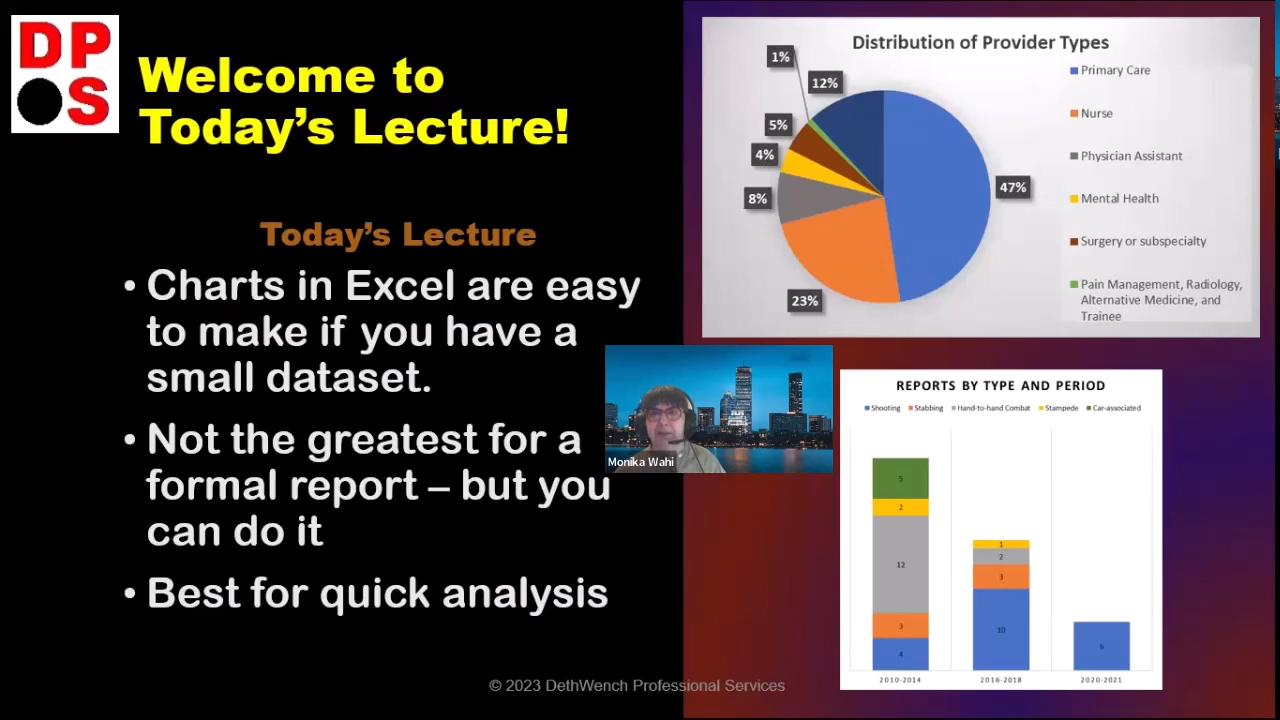 DP
S
Welcome to
Today's Lecture!
Today's Lecture
• Charts in Excel are easy
to make if you have a
small dataset.
• Not the greatest for a
formal report – but you
can do it
• Best for quick analysis
Distribution of Provider Types
1%
12%
5%
4%
8%
47%
23%
Primary Care
Nurse
Physician Assistant
Mental Health
Surgery or subspecialty
Pain Management, Radiology,
Alternative Medicine, and
Trainee
Monika Wahi
REPORTS BY TYPE AND PERIOD
Shooting Stabbing Hand-to-hand Combat Stampede Car-associated
5
2
12
3
4
1
2
3
10
6
2010-2014 2016-2018 2020-2021
© 2023 DethWench Professional Services